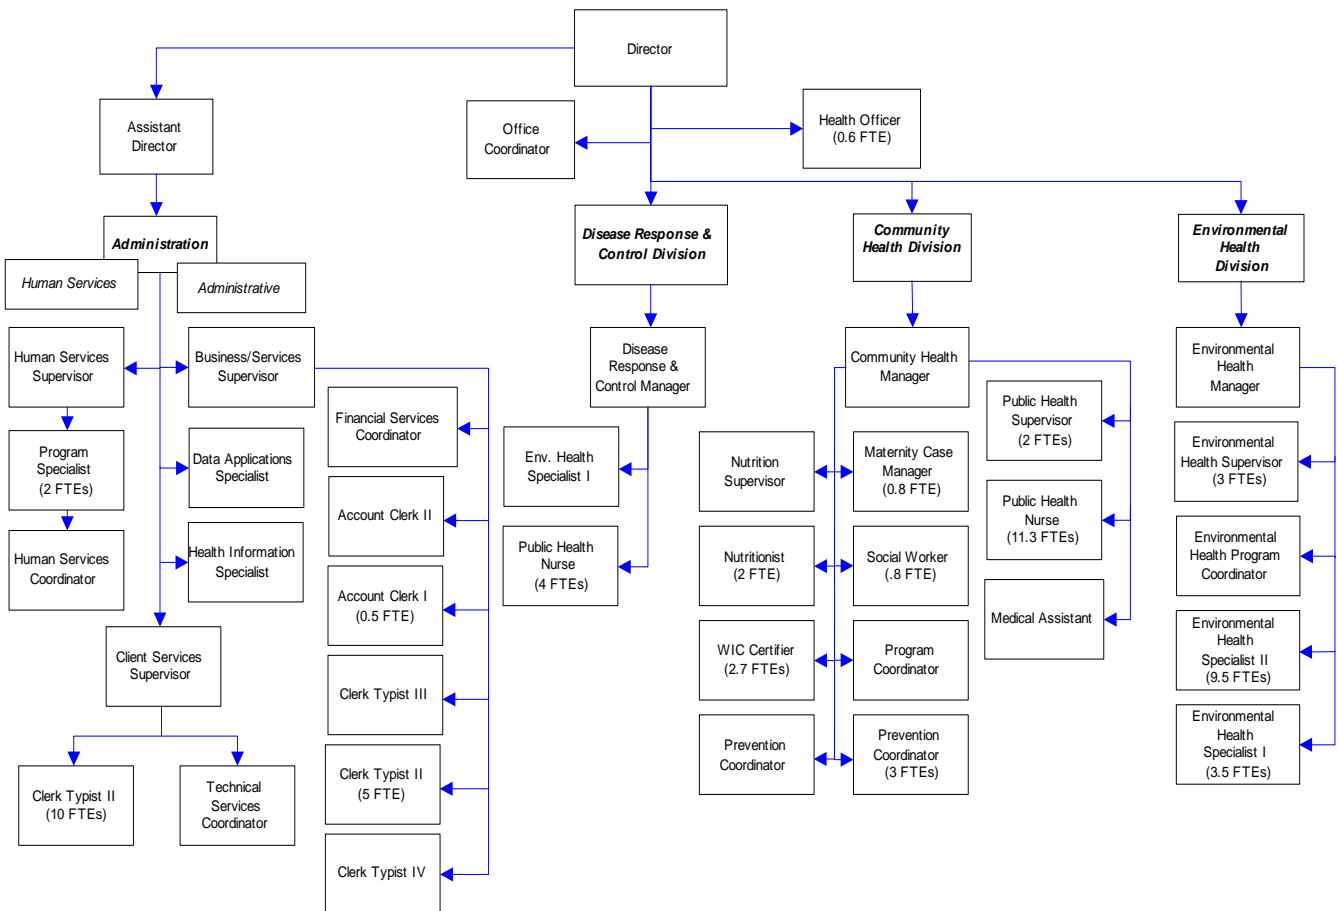 Director
Assistant
Director
Office
Coordinator
Health Officer
(0.6 FTE)
Administration
Human Services
Administrative
Disease Response &
Control Division
Community
Health Division
Environmental
Health
Division
Human Services
Supervisor
Business/Services
Supervisor
Disease
Response &
Control Manager
Community Health
Manager
Environmental
Health
Manager
Program
Specialist
(2 FTEs)
Data Applications
Specialist
Human Services
Coordinator
Health Information
Specialist
Client Services
Supervisor
Clerk Typist II
(10 FTEs)
Technical
Services
Coordinator
Financial Services
Coordinator
Account Clerk II
Account Clerk I
(0.5 FTE)
Clerk Typist III
Clerk Typist II
(5 FTE)
Clerk Typist IV
Env. Health
Specialist I
Public Health
Nurse
(4 FTEs)
Nutrition
Supervisor
Maternity Case
Manager
(0.8 FTE)
Nutritionist
(2 FTE)
Social Worker
(.8 FTE)
WIC Certifier
(2.7 FTEs)
Program
Coordinator
Prevention
Coordinator
Prevention
Coordinator
(3 FTEs)
Public Health
Supervisor
(2 FTEs)
Public Health
Nurse
(11.3 FTEs)
Medical Assistant
Environmental
Health Supervisor
(3 FTEs)
Environmental
Health Program
Coordinator
Environmental
Health
Specialist II
(9.5 FTEs)
Environmental
Health
Specialist I
(3.5 FTEs)